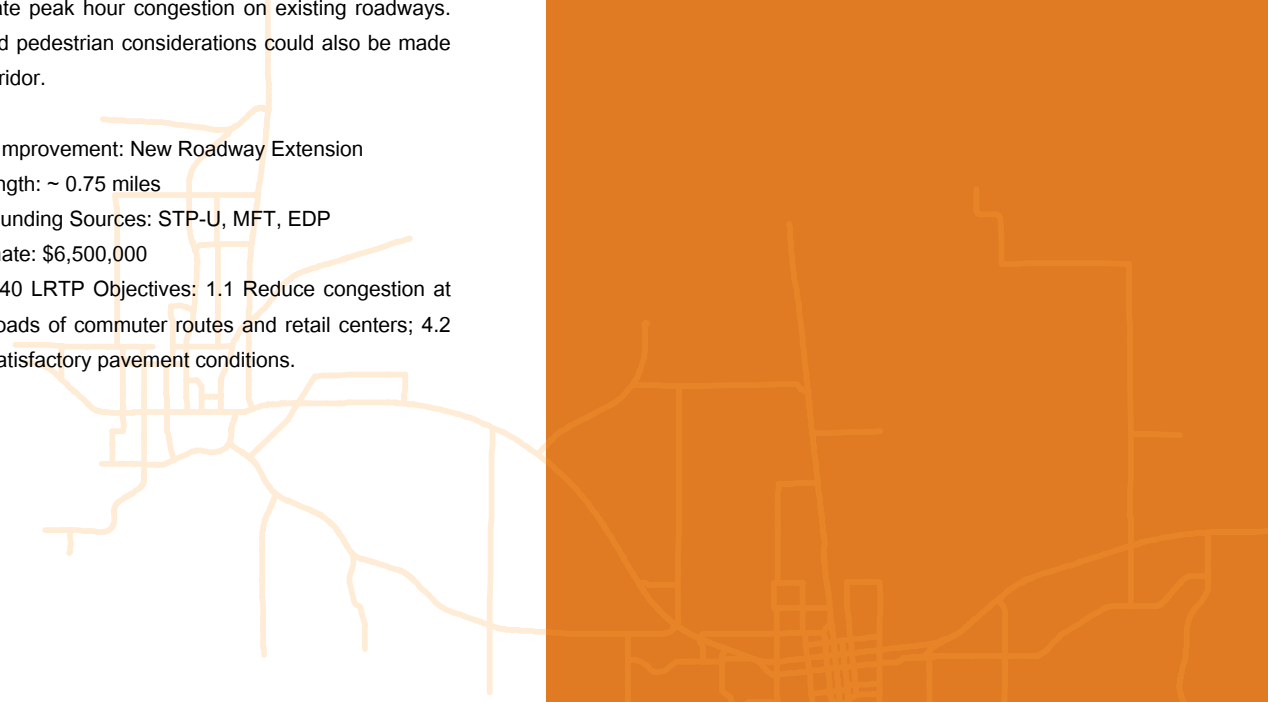 ate peak hour congestion on existing roadways.
d pedestrian considerations could also be made
ridor.
mprovement: New Roadway Extension
ngth: ~ 0.75 miles
unding Sources: STP-U, MFT, EDP
nate: $6,500,000
40 LRTP Objectives: 1.1 Reduce congestion at
oads of commuter routes and retail centers; 4.2
atisfactory pavement conditions.